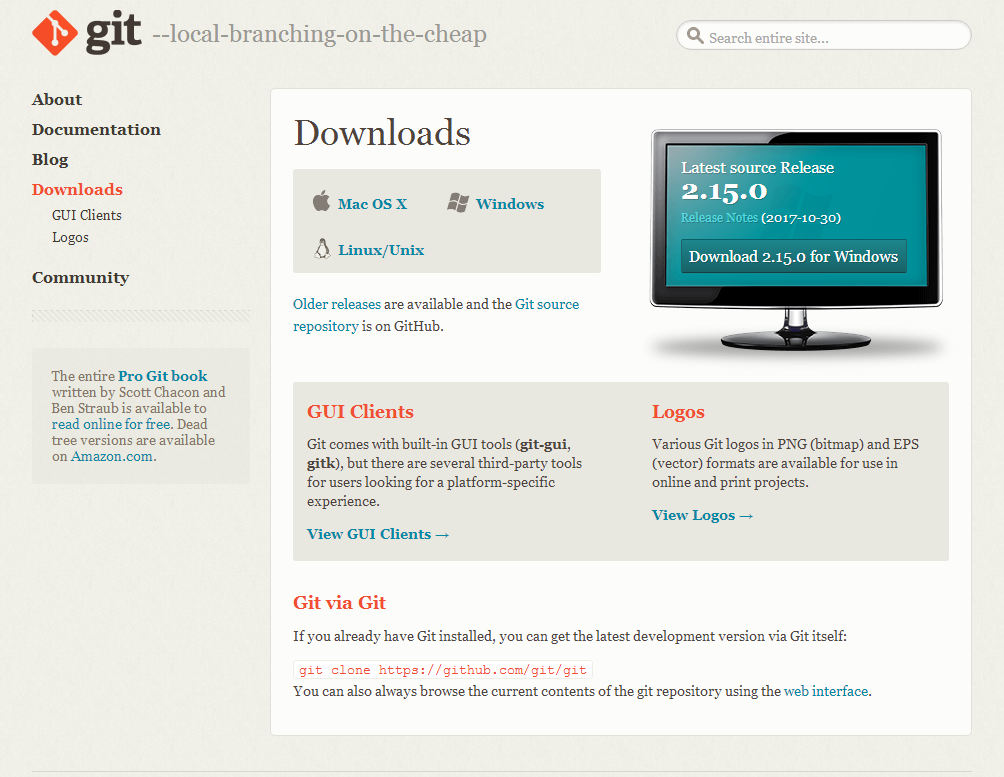 git --local-branching-on-the-cheap
Search entire site...
About
Documentation
Blog
Downloads
GUI Clients
Logos
Community
The entire Pro Git book
written by Scott Chacon and
Ben Straub is available to
read online for free. Dead
tree versions are available
on Amazon.com.
Downloads
Mac OS X
Windows
Linux/Unix
Older releases are available and the Git source
repository is on GitHub.
Latest source Release
2.15.0
Release Notes (2017-10-30)
Download 2.15.0 for Windows
GUI Clients
Git comes with built-in GUI tools (git-gui,
gitk), but there are several third-party tools
for users looking for a platform-specific
experience.
View GUI Clients →
Logos
Various Git logos in PNG (bitmap) and EPS
(vector) formats are available for use in
online and print projects.
View Logos →
Git via Git
If you already have Git installed, you can get the latest development version via Git itself:
git clone https://github.com/git/git
You can also always browse the current contents of the git repository using the web interface.